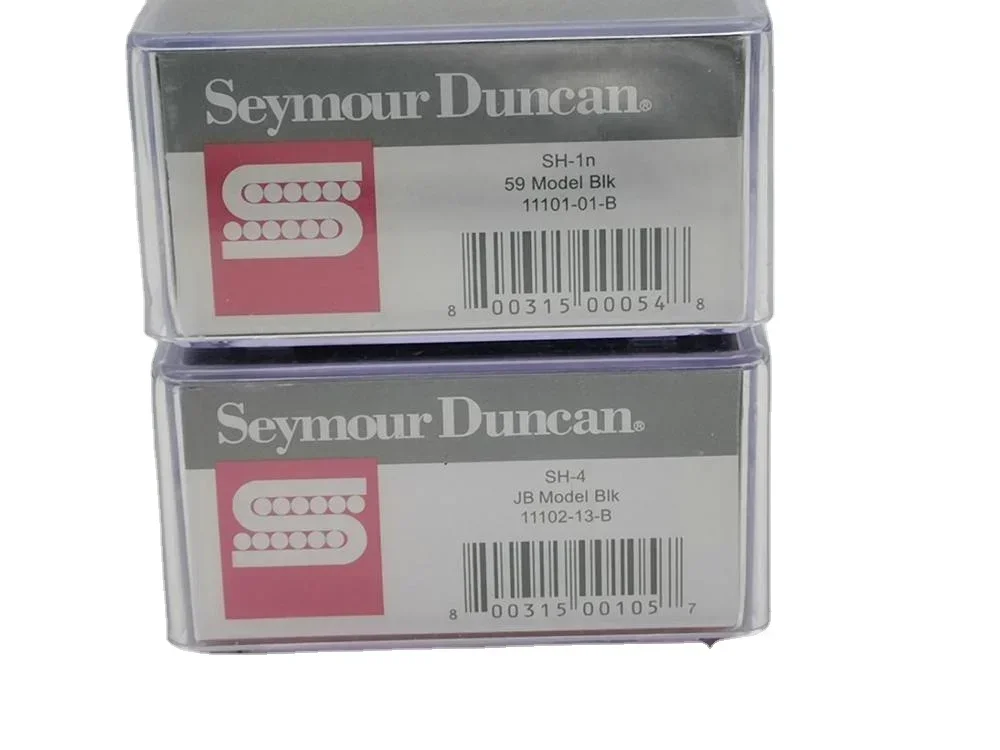 Seymour Duncan®
SH-1n
59 Model Blk
11101-01-B
8 00315 00054 8
Seymour Duncan®
SH-4
JB Model Blk
11102-13-B
8 00315 00105 7